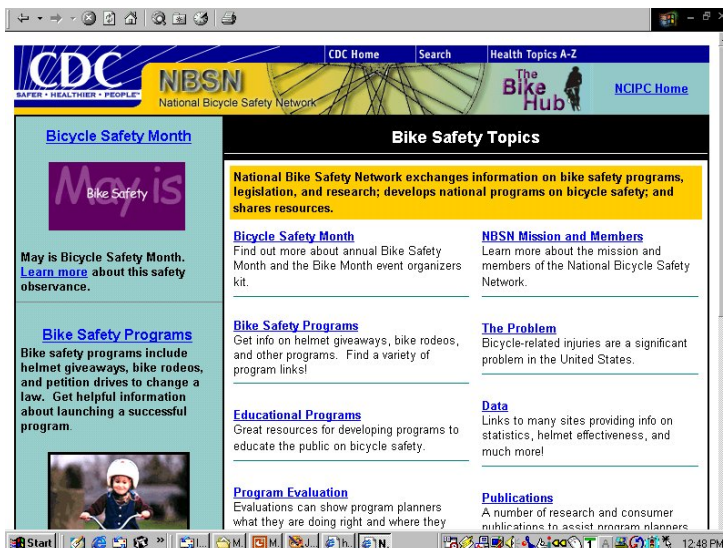 CDC Home
Search
Health Topics A-Z
CDC
SAFER • HEALTHIER • PEOPLE™
NBSN
National Bicycle Safety Network
The
Bike
Hub
NCIPC Home
Bicycle Safety Month
May is
Bike Safety
May is Bicycle Safety Month.
Learn more about this safety
observance.
Bike Safety Programs
Bike safety programs include
helmet giveaways, bike rodeos,
and petition drives to change a
law. Get helpful information
about launching a successful
program.
Bike Safety Topics
National Bike Safety Network exchanges information on bike safety programs,
legislation, and research; develops national programs on bicycle safety; and
shares resources.
Bicycle Safety Month
Find out more about annual Bike Safety
Month and the Bike Month event organizers
kit.
Bike Safety Programs
Get info on helmet giveaways, bike rodeos,
and other programs. Find a variety of
program links!
Educational Programs
Great resources for developing programs to
educate the public on bicycle safety.
Program Evaluation
Evaluations can show program planners
what they are doing right and where they
NBSN Mission and Members
Learn more about the mission and
members of the National Bicycle Safety
Network.
The Problem
Bicycle-related injuries are a significant
problem in the United States.
Data
Links to many sites providing info on
statistics, helmet effectiveness, and
much more!
Publications
A number of research and consumer
publications to assist program planners
Start
I...
M.
M.
J...
h...
N.
12:48 PM